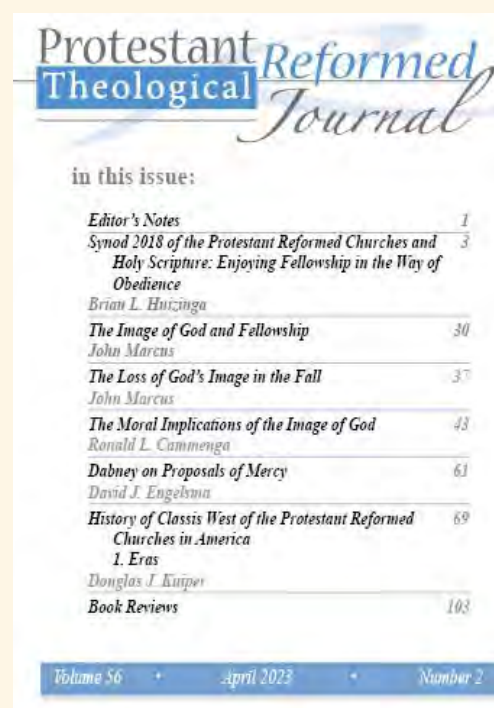 Protestant Reformed
Theological
Journal
in this issue:
Editor's Notes 1
Synod 2018 of the Protestant Reformed Churches and 3
Holy Scripture: Enjoying Fellowship in the Way of
Obedience
Brian L. Huizinga
The Image of God and Fellowship 30
John Marcus
The Loss of God's Image in the Fall 37
John Marcus
The Moral Implications of the Image of God 43
Ronald L. Cammenga
Dabney on Proposals of Mercy 61
David J. Engelsma
History of Classis West of the Protestant Reformed 69
Churches in America
1. Eras
Douglas J. Kuiper
Book Reviews 103
Volume 56 • April 2023 • Number 2